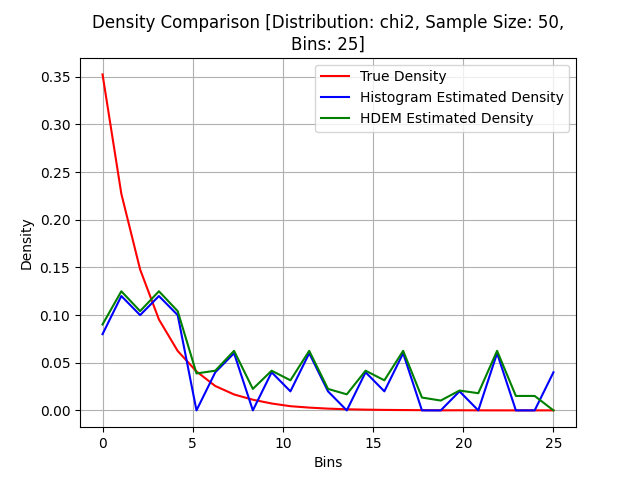 Density Comparison [Distribution: chi2, Sample Size: 50,
Bins: 25]
True Density
Histogram Estimated Density
HDEM Estimated Density
Density
0.35
0.30
0.25
0.20
0.15
0.10
0.05
0.00
0 5 10 15 20 25
Bins